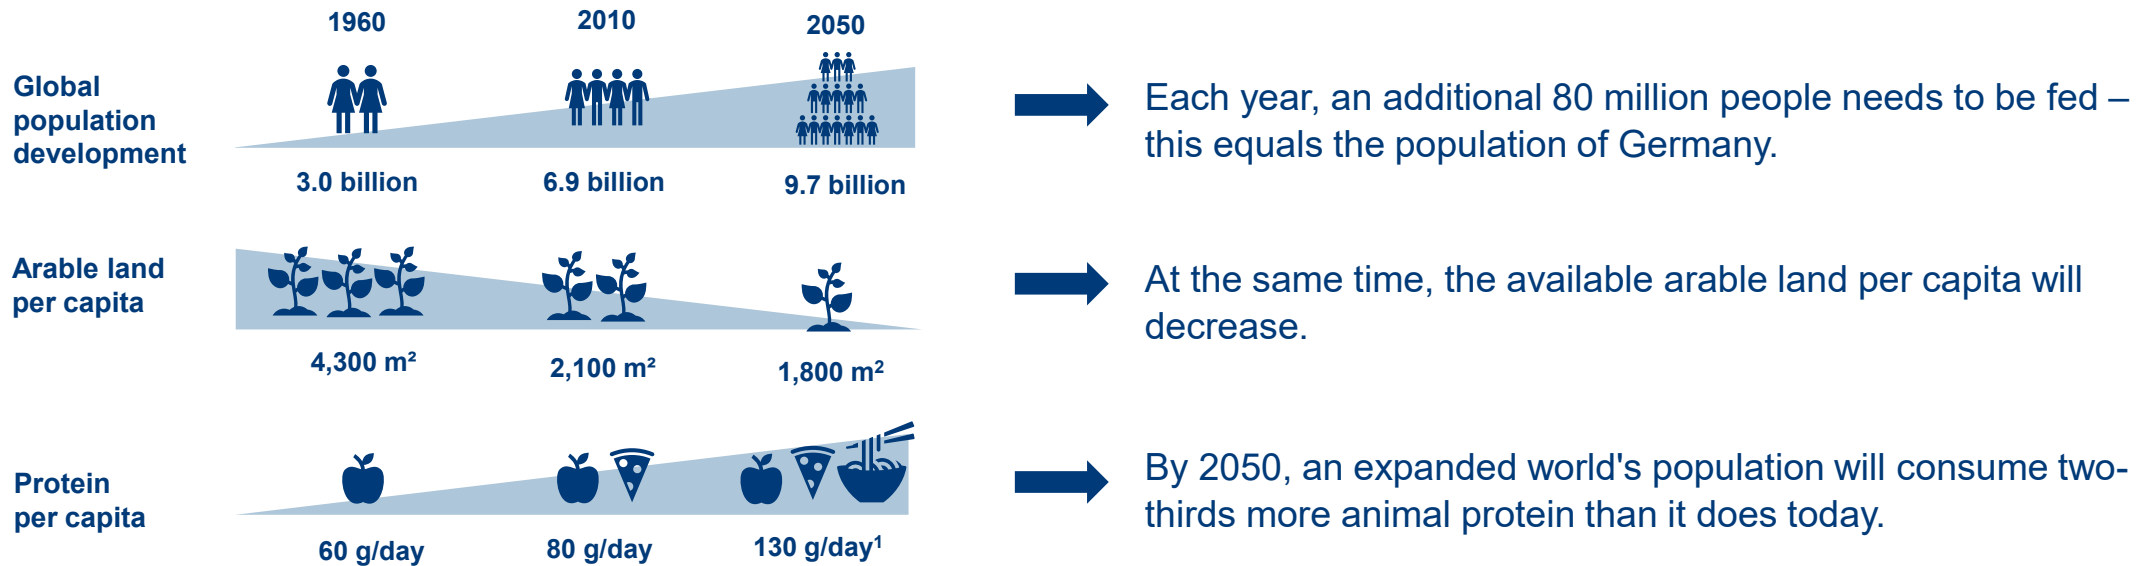 1960
2010
2050
Global
population
development
3.0 billion
6.9 billion
9.7 billion
Each year, an additional 80 million people needs to be fed –
this equals the population of Germany.
Arable land
per capita
4,300 m²
2,100 m²
1,800 m²
At the same time, the available arable land per capita will
decrease.
Protein
per capita
60 g/day
80 g/day
130 g/day¹
By 2050, an expanded world's population will consume two-
thirds more animal protein than it does today.